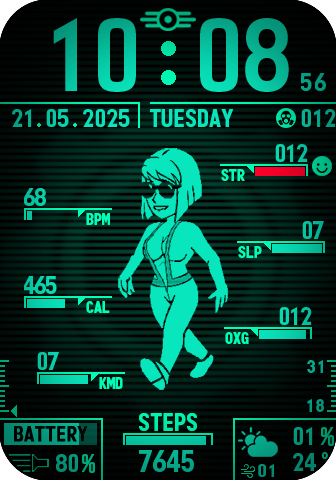 10:08 56
21.05.2025 TUESDAY 012
012
STR
68
BPM
07
SLP
465
CAL
012
OXG
07
KMD
31
18
BATTERY
80%
STEPS
7645
01 %
01 24 °